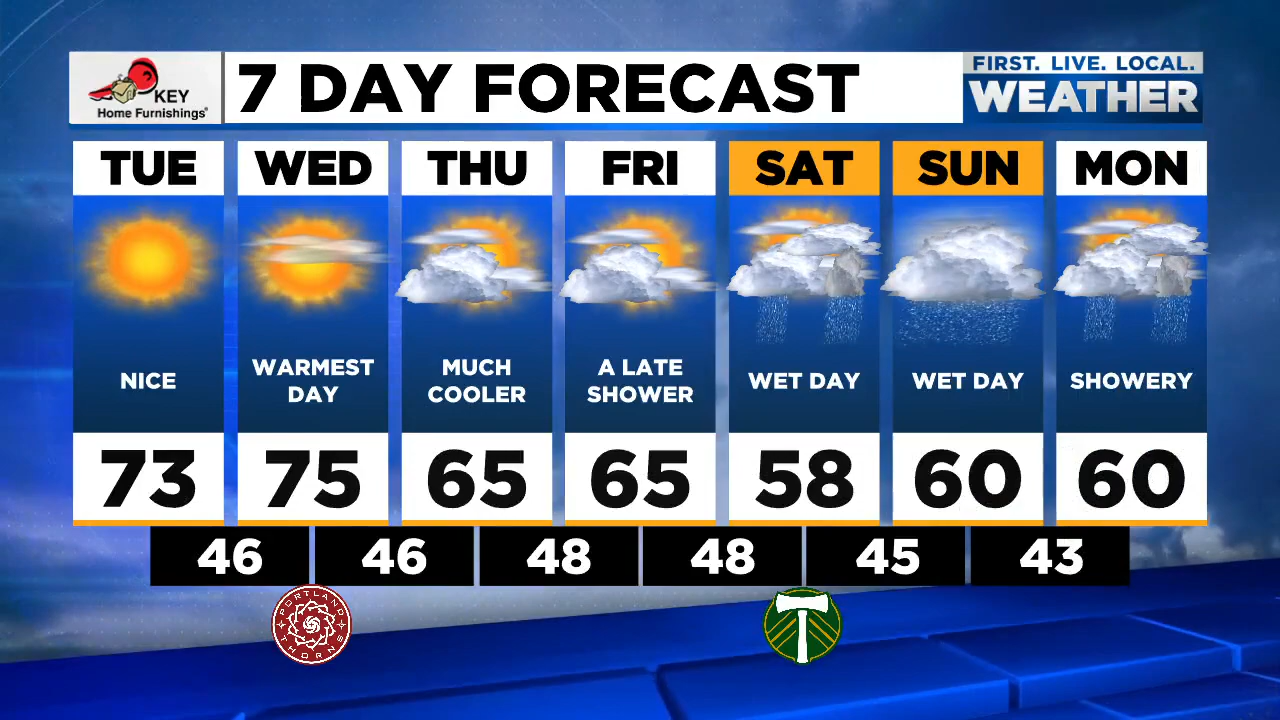 KEY
Home Furnishings®
7 DAY FORECAST
FIRST. LIVE. LOCAL.
WEATHER
TUE
WED
THU
FRI
SAT
SUN
MON
NICE
WARMEST
DAY
MUCH
COOLER
A LATE
SHOWER
WET DAY
WET DAY
SHOWERY
73
75
65
65
58
60
60
46
46
48
48
45
43
PORTLAND
THORNS